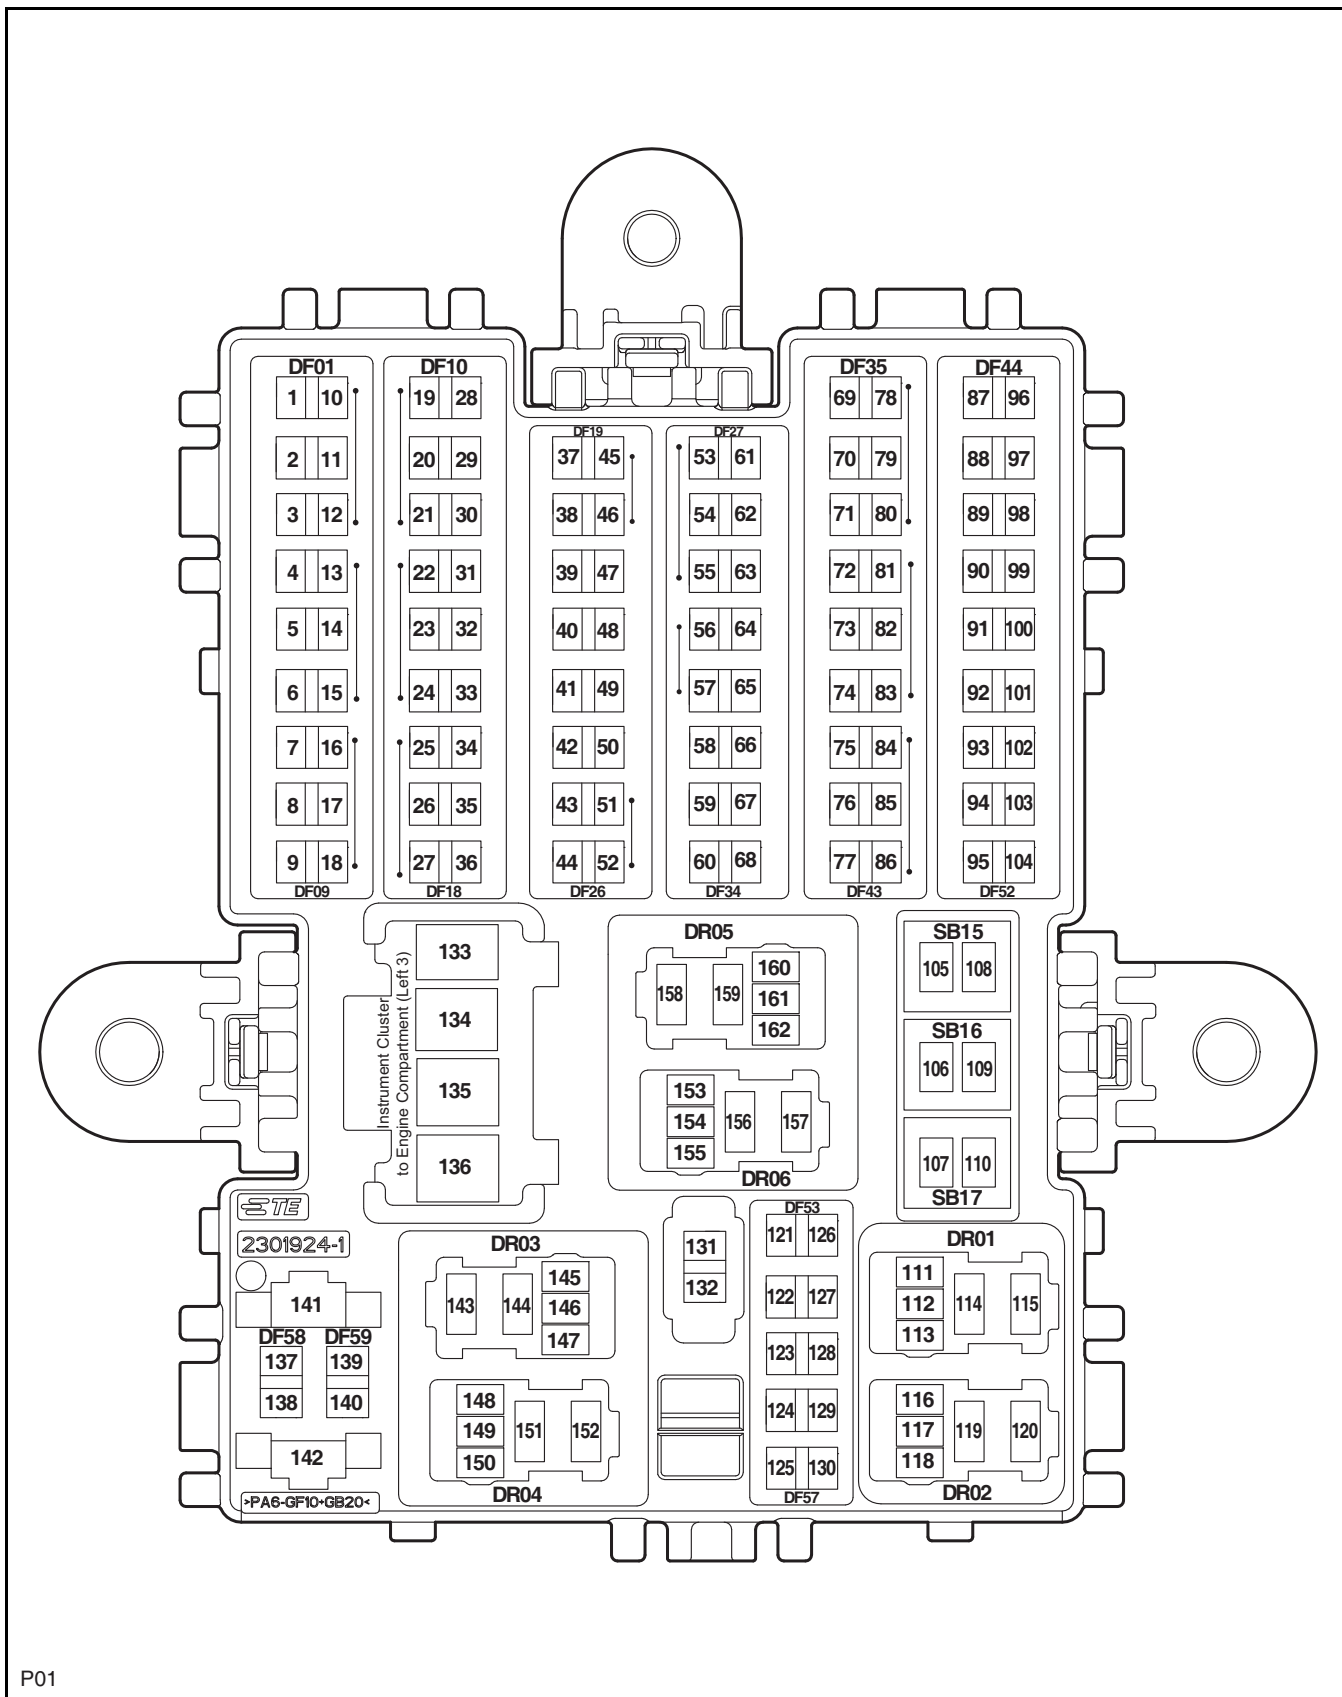 DF01 DF10 DF35 DF44
1 10 19 28 69 78 87 96
DF19 DF27
2 11 20 29 37 45 53 61 70 79 88 97
3 12 21 30 38 46 54 62 71 80 89 98
4 13 22 31 39 47 55 63 72 81 90 99
5 14 23 32 40 48 56 64 73 82 91 100
6 15 24 33 41 49 57 65 74 83 92 101
7 16 25 34 42 50 58 66 75 84 93 102
8 17 26 35 43 51 59 67 76 85 94 103
9 18 27 36 44 52 60 68 77 86 95 104
DF09 DF18 DF26 DF34 DF43 DF52
Instrument Cluster
to Engine Compartment (Left 3)
133
134
135
136
DR05
158 159 160
161
162
153
154
155
156 157
DR06
SB15
105 108
SB16
106 109
107 110
SB17
TE
2301924-1
141
DF58 DF59
137 139
138 140
142
>PA6-GF10+GB20<
DR03
143 144 145
146
147
148
149
150
151 152
DR04
131
132
DF53
121 126
122 127
123 128
124 129
125 130
DF57
DR01
111
112
113
114 115
116
117
118
119 120
DR02
P01